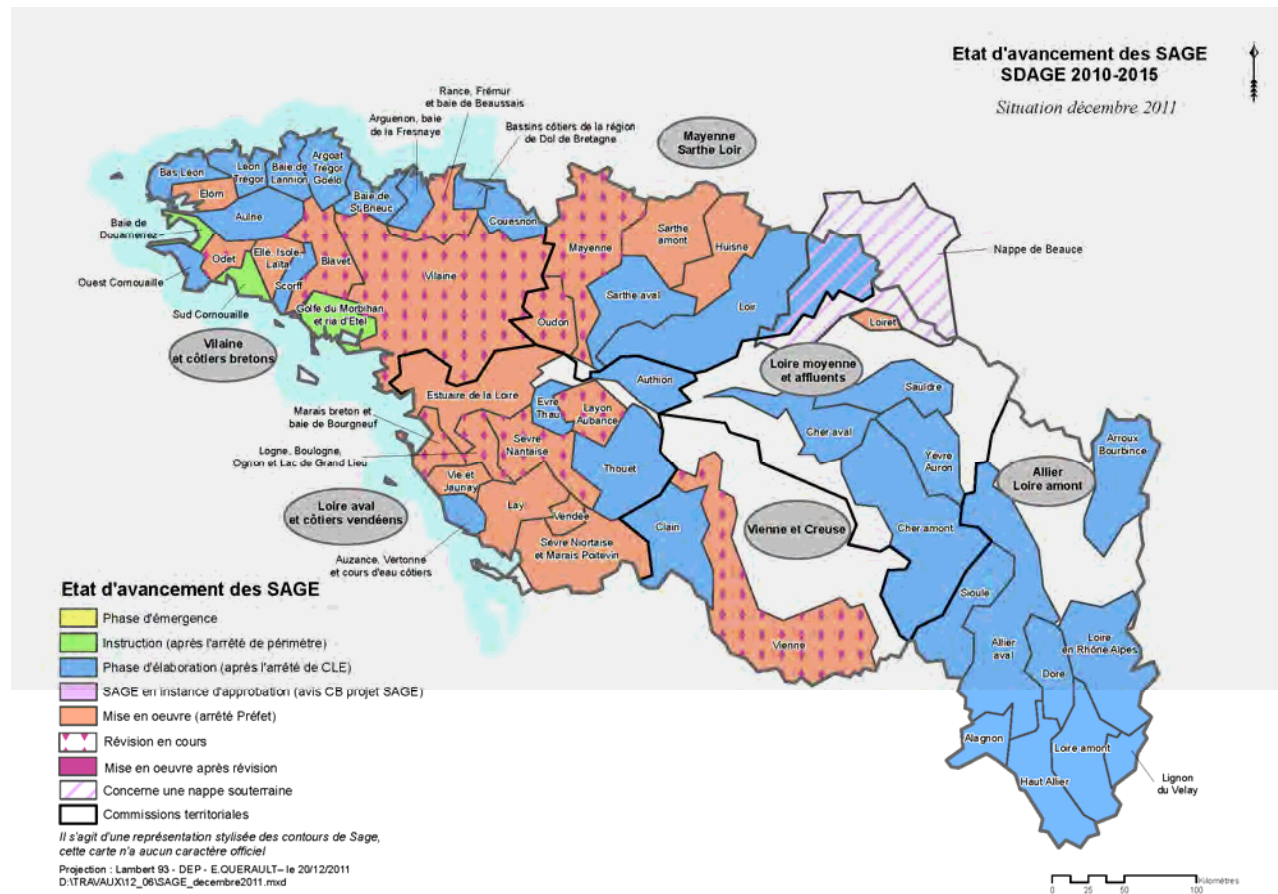 Etat d'avancement des SAGE
SDAGE 2010-2015
Situation décembre 2011
Rance, Frémur
et baie de Beaussais
Arguenon, baie
de la Fresnaye
Bassins côtiers de la région
de Dol de Bretagne
Mayenne
Sarthe Loir
Bas Léon
Léon
Trégor
Baie de
Lannion
Argoat
Trégor
Goëlo
Elorn
Baie de
St Brieuc
Aulne
Couesnon
Baie de
Douarnenez
Mayenne
Sarthe
amont
Huisne
Nappe de Beauce
Odet
Ellé, Isole-
Laïta
Blavet
Vilaine
Ouest Cornouaille
Scorff
Sarthe aval
Loir
Sud Cornouaille
Golfe du Morbihan
et ria d'Etel
Oudon
Loiret
Vilaine
et côtiers bretons
Loire moyenne
et affluents
Authion
Estuaire de la Loire
Sauldre
Evre
Thau
Layon
Aubance
Marais breton et
baie de Bourgneuf
Cher aval
Arroux
Bourbince
Logne, Boulogne,
Ognon et Lac de Grand Lieu
Sèvre
Nantaise
Yèvre
Auron
Thouet
Allier
Loire amont
Vie et
Jaunay
Lay
Loire aval
et côtiers vendéens
Vendée
Clain
Vienne et Creuse
Cher amont
Sèvre Niortaise
et Marais Poitevin
Auzance, Vertonne
et cours d'eau côtiers
Sioule
Vienne
Allier
aval
Loire
en Rhône Alpes
Dore
Alagnon
Loire amont
Haut Allier
Lignon
du Velay
Etat d'avancement des SAGE
Phase d'émergence
Instruction (après l'arrêté de périmètre)
Phase d'élaboration (après l'arrêté de CLE)
SAGE en instance d'approbation (avis CB projet SAGE)
Mise en oeuvre (arrêté Préfet)
Révision en cours
Mise en oeuvre après révision
Concerne une nappe souterraine
Commissions territoriales
Il s'agit d'une représentation stylisée des contours de Sage,
cette carte n'a aucun caractère officiel
Projection : Lambert 93 - DEP - E.QUERAULT– le 20/12/2011
D:\TRAVAUX\12_06\SAGE_decembre2011.mxd
Kilomètres
0 25 50 100